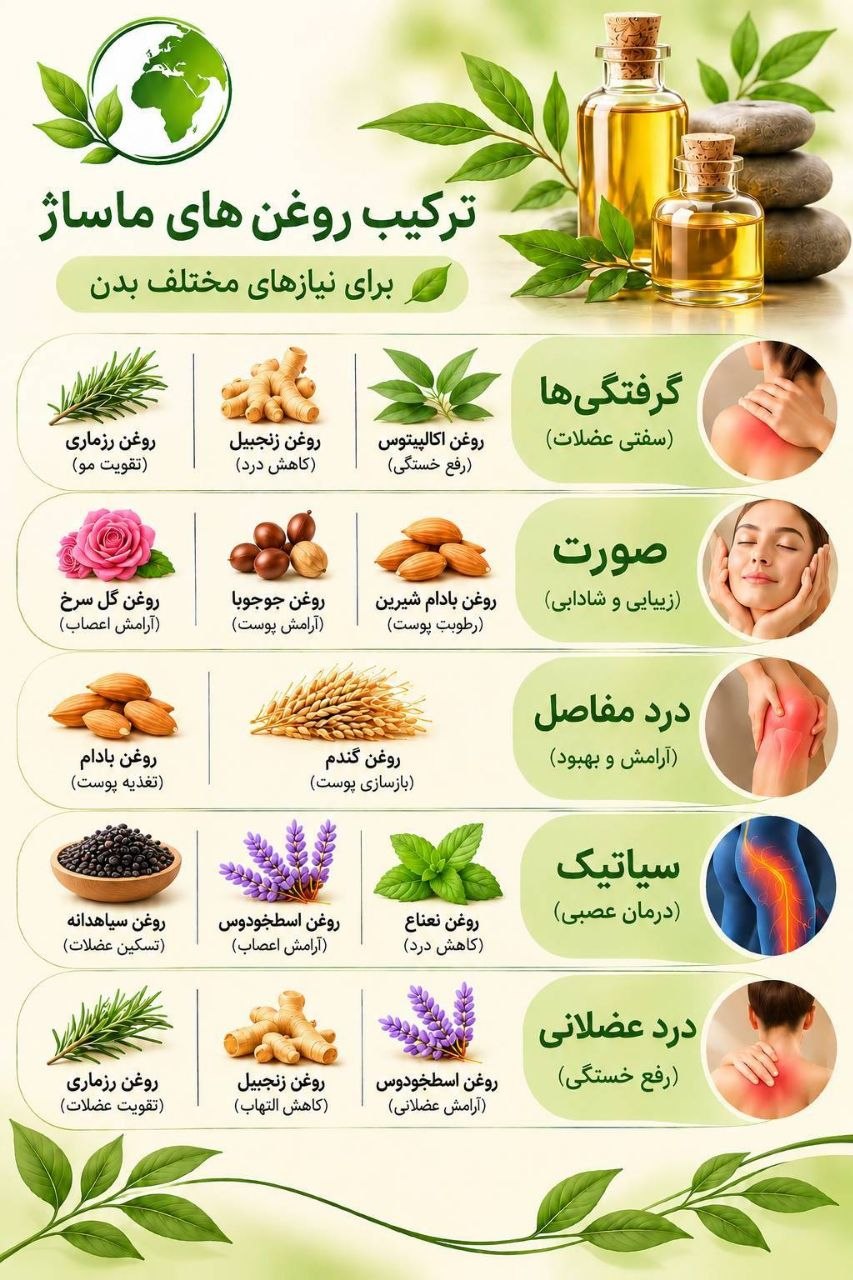 ترکیب روغن های ماساژ
برای نیازهای مختلف بدن
گرفتگی‌ها
(سفتی عضلات)
روغن اکالیپتوس
(رفع خستگی)
روغن زنجبیل
(کاهش درد)
روغن رزماری
(تقویت مو)
صورت
(زیبایی و شادابی)
روغن بادام شیرین
(رطوبت پوست)
روغن جوجوبا
(آرامش پوست)
روغن گل سرخ
(آرامش اعصاب)
درد مفاصل
(آرامش و بهبود)
روغن گندم
(بازسازی پوست)
روغن بادام
(تغذیه پوست)
سیاتیک
(درمان عصبی)
روغن نعناع
(کاهش درد)
روغن اسطخودوس
(آرامش اعصاب)
روغن سیاهدانه
(تسکین عضلات)
درد عضلانی
(رفع خستگی)
روغن اسطخودوس
(آرامش عضلانی)
روغن زنجبیل
(کاهش التهاب)
روغن رزماری
(تقویت عضلات)